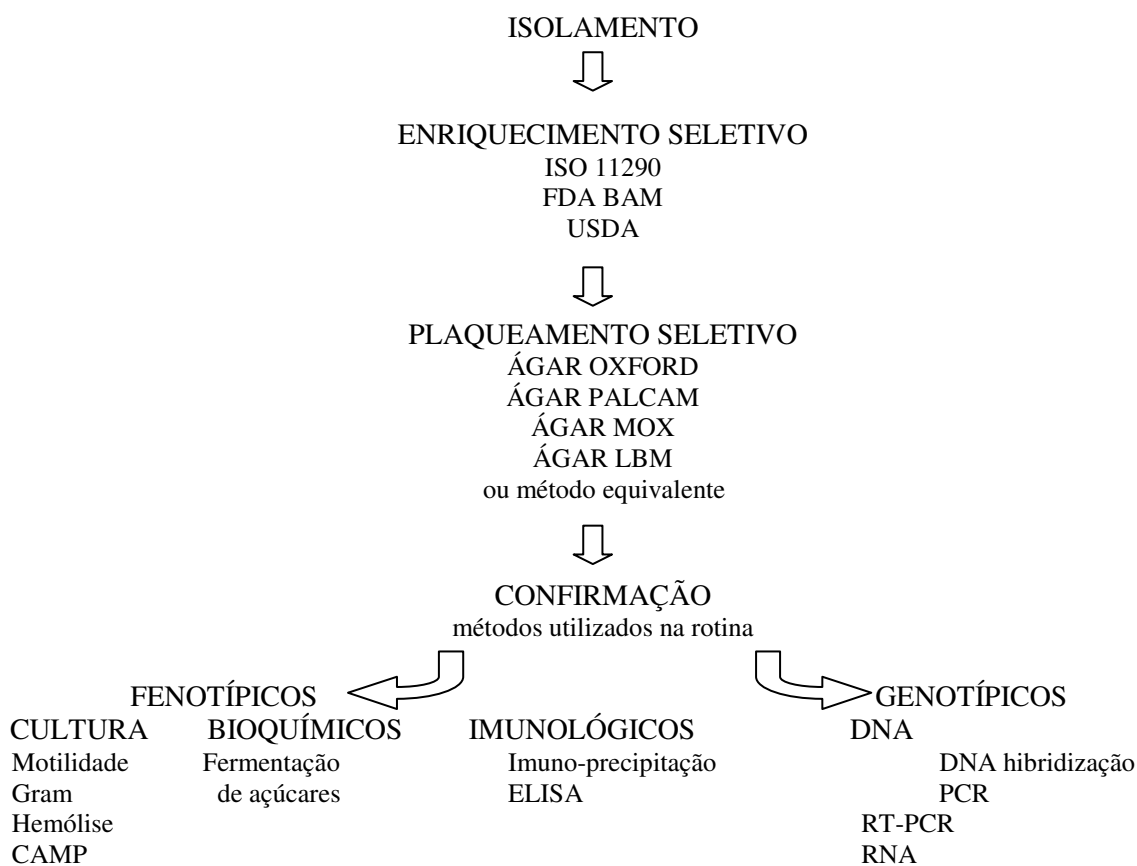 ISOLAMENTO
ENRIQUECIMENTO SELETIVO
ISO 11290
FDA BAM
USDA
PLAQUEAMENTO SELETIVO
ÁGAR OXFORD
ÁGAR PALCAM
ÁGAR MOX
ÁGAR LBM
ou método equivalente
CONFIRMAÇÃO
métodos utilizados na rotina
FENOTÍPICOS GENOTÍPICOS
CULTURA BIOQUÍMICOS IMUNOLÓGICOS DNA
Motilidade Fermentação Imuno-precipitação DNA hibridização
Gram de açúcares ELISA PCR
Hemólise RT-PCR
CAMP RNA